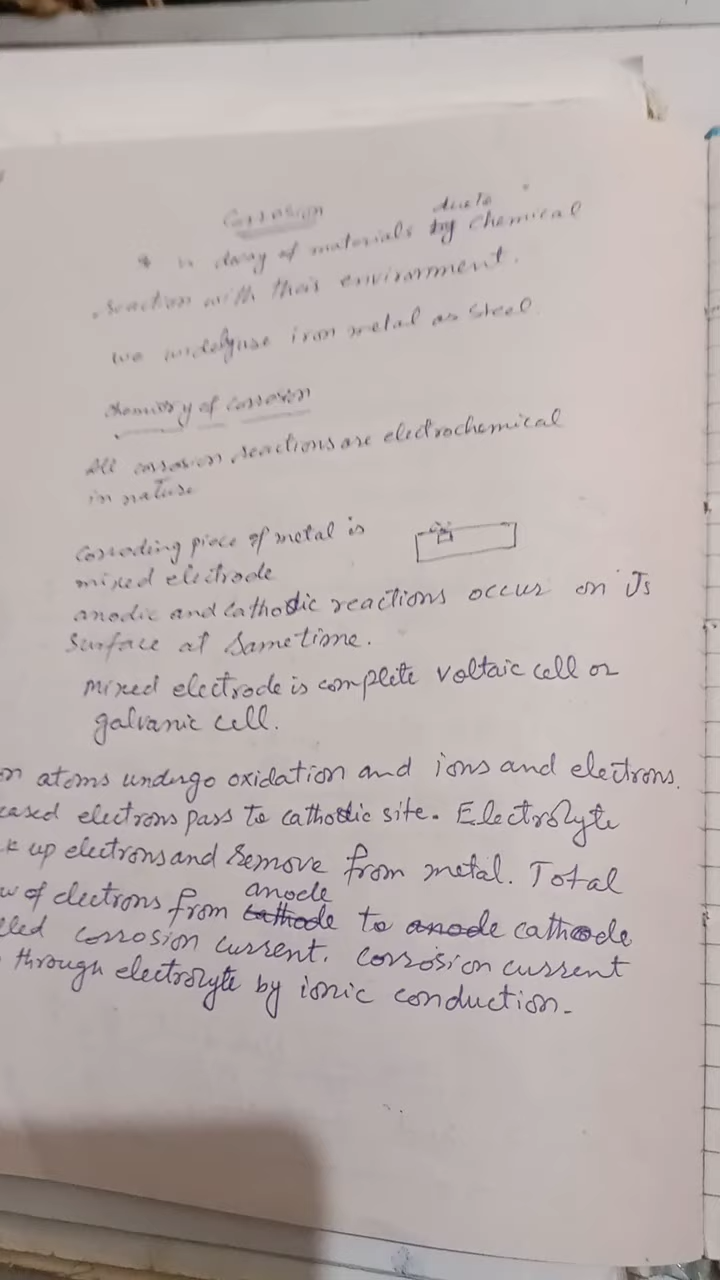 Corrosion
is decay of materials due to chemical
reaction with their environment.
we widely use iron metal as steel
chemistry of corrosion
All corrosion reactions are electrochemical
in nature
Corroding piece of metal is
mixed electrode
anodic and cathodic reactions occur on Its
surface at sametime.
mixed electrode is complete voltaic cell or
galvanic cell.
atoms undergo oxidation and ions and electrons.
electrons pass to cathodic site. Electrolyte
up electrons and remove from metal. Total
of electrons from cathode anode to anode cathode
corrosion current. Corrosion current
through electrolyte by ionic conduction.